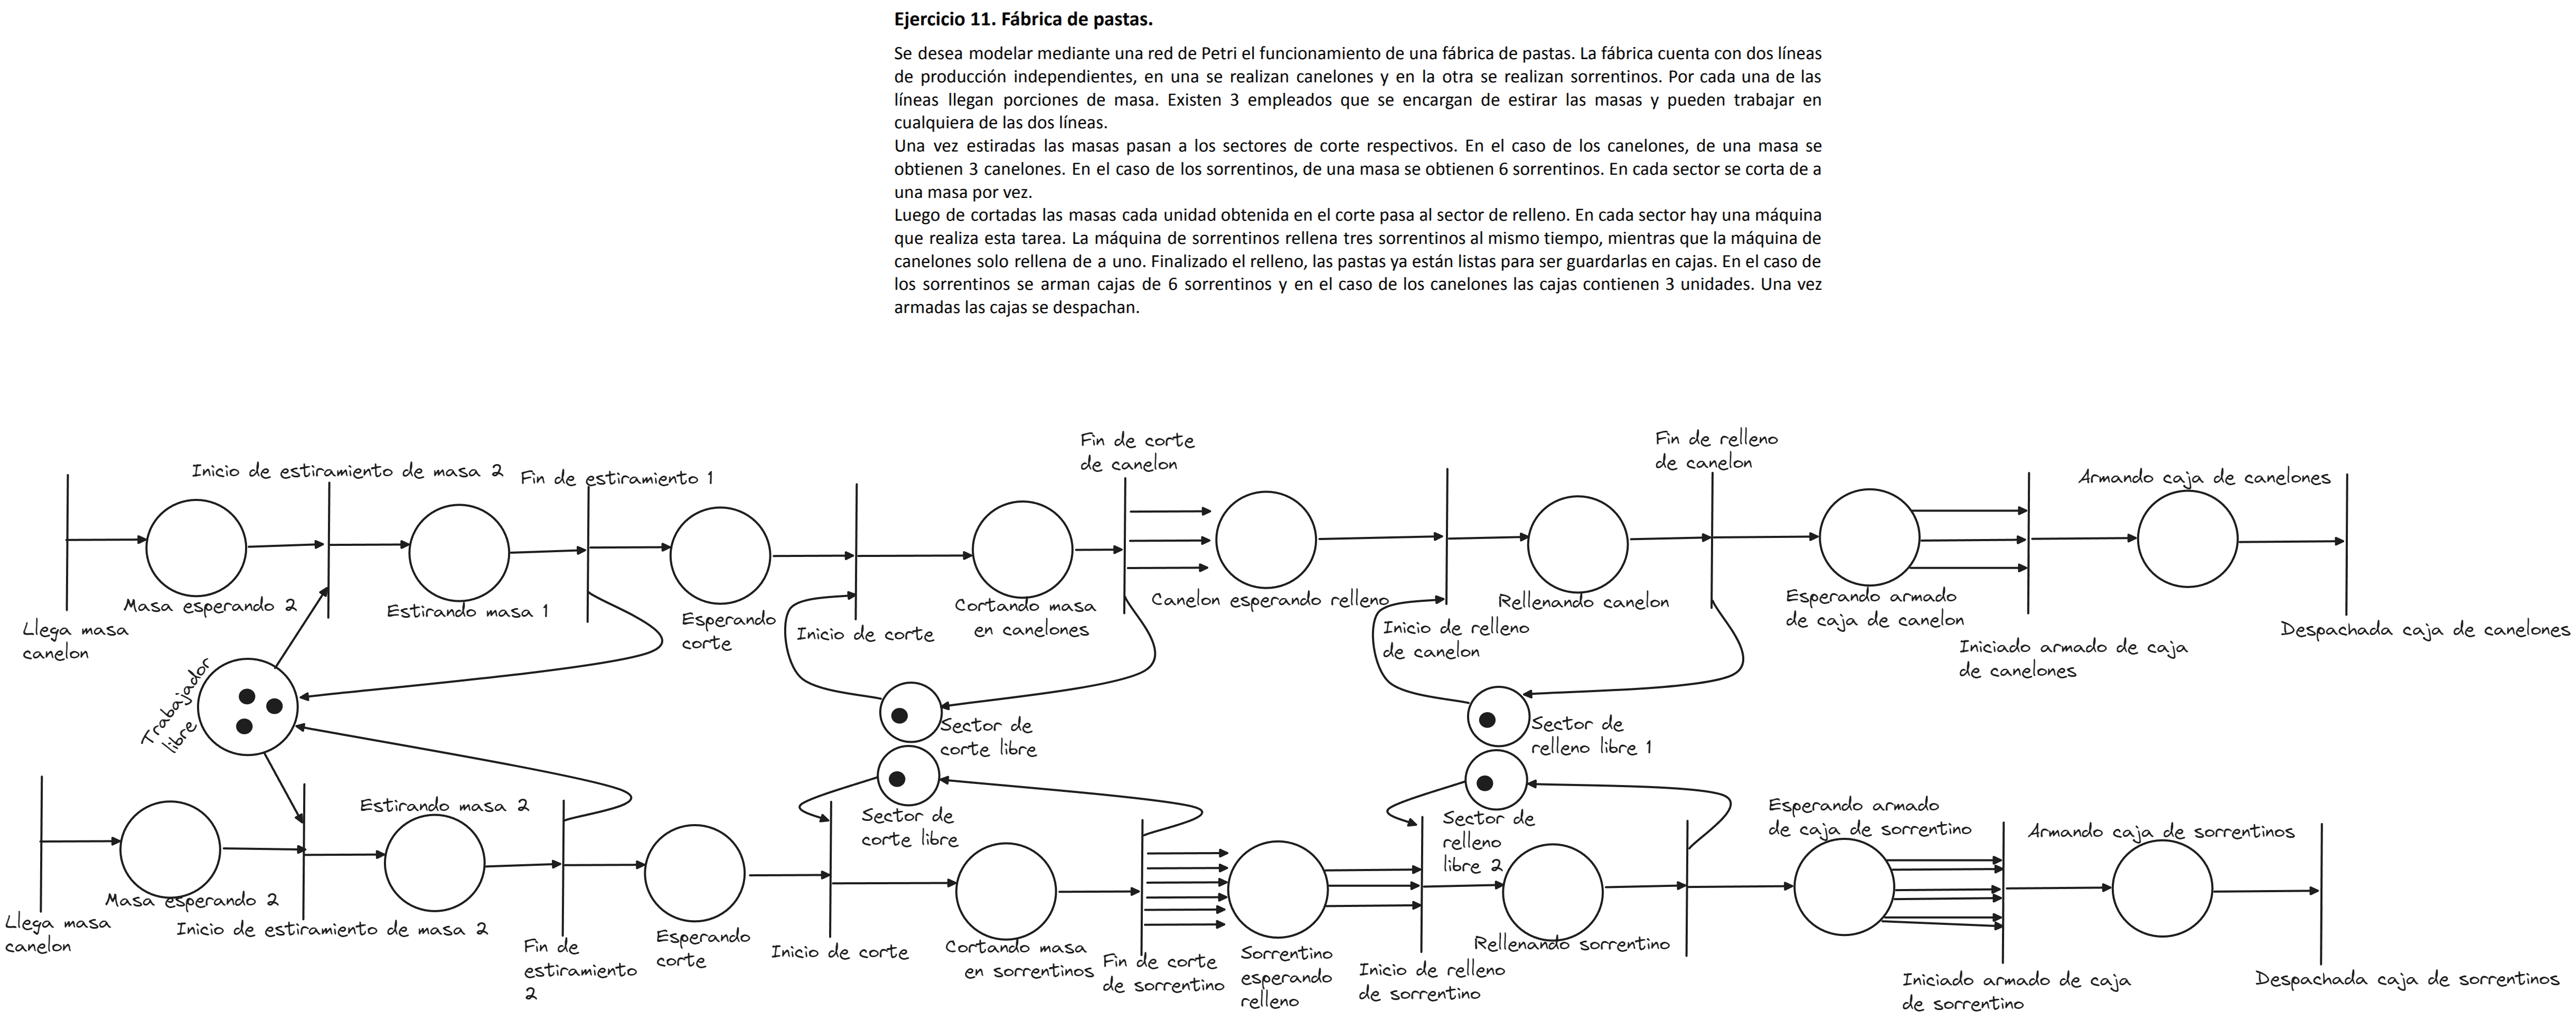 Ejercicio 11. Fábrica de pastas.
Se desea modelar mediante una red de Petri el funcionamiento de una fábrica de pastas. La fábrica cuenta con dos líneas
de producción independientes, en una se realizan canelones y en la otra se realizan sorrentinos. Por cada una de las
líneas llegan porciones de masa. Existen 3 empleados que se encargan de estirar las masas y pueden trabajar en
cualquiera de las dos líneas.
Una vez estiradas las masas pasan a los sectores de corte respectivos. En el caso de los canelones, de una masa se
obtienen 3 canelones. En el caso de los sorrentinos, de una masa se obtienen 6 sorrentinos. En cada sector se corta de a
una masa por vez.
Luego de cortadas las masas cada unidad obtenida en el corte pasa al sector de relleno. En cada sector hay una máquina
que realiza esta tarea. La máquina de sorrentinos rellena tres sorrentinos al mismo tiempo, mientras que la máquina de
canelones solo rellena de a uno. Finalizado el relleno, las pastas ya están listas para ser guardarlas en cajas. En el caso de
los sorrentinos se arman cajas de 6 sorrentinos y en el caso de los canelones las cajas contienen 3 unidades. Una vez
armadas las cajas se despachan.
Llega masa
canelon
Masa esperando 2
Inicio de estiramiento de masa 2
Estirando masa 1
Fin de estiramiento 1
Esperando
corte
Inicio de corte
Cortando masa
en canelones
Fin de corte
de canelon
Canelon esperando relleno
Inicio de relleno
de canelon
Rellenando canelon
Fin de relleno
de canelon
Esperando armado
de caja de canelon
Iniciado armado de caja
de canelones
Armando caja de canelones
Despachada caja de canelones
Trabajador
libre
Sector de
corte libre
Sector de
relleno libre 1
Sector de
corte libre
Sector de
relleno
libre 2
Llega masa
canelon
Masa esperando 2
Inicio de estiramiento de masa 2
Estirando masa 2
Fin de
estiramiento
2
Esperando
corte
Inicio de corte
Cortando masa
en sorrentinos
Fin de corte
de sorrentino
Sorrentino
esperando
relleno
Inicio de relleno
de sorrentino
Rellenando sorrentino
Esperando armado
de caja de sorrentino
Iniciado armado de caja
de sorrentino
Armando caja de sorrentinos
Despachada caja de sorrentinos